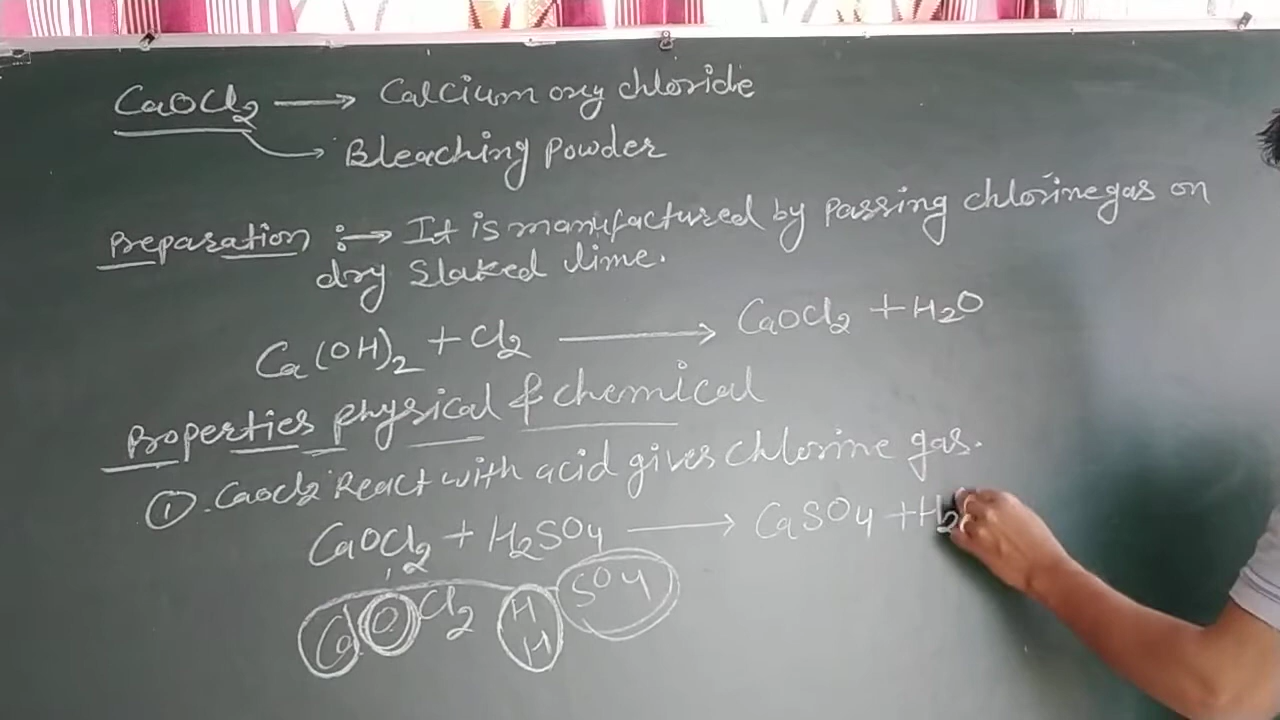 CaOCl2 → Calcium oxy chloride
→ Bleaching Powder
Preparation :→ It is manufactured by passing chlorine gas on
dry slaked lime.
Ca(OH)2 + Cl2 → CaOCl2 + H2O
Properties physical & chemical
① CaOCl2 React with acid gives chlorine gas.
CaOCl2 + H2SO4 → CaSO4 + H2
Ca O Cl2 H SO4
H